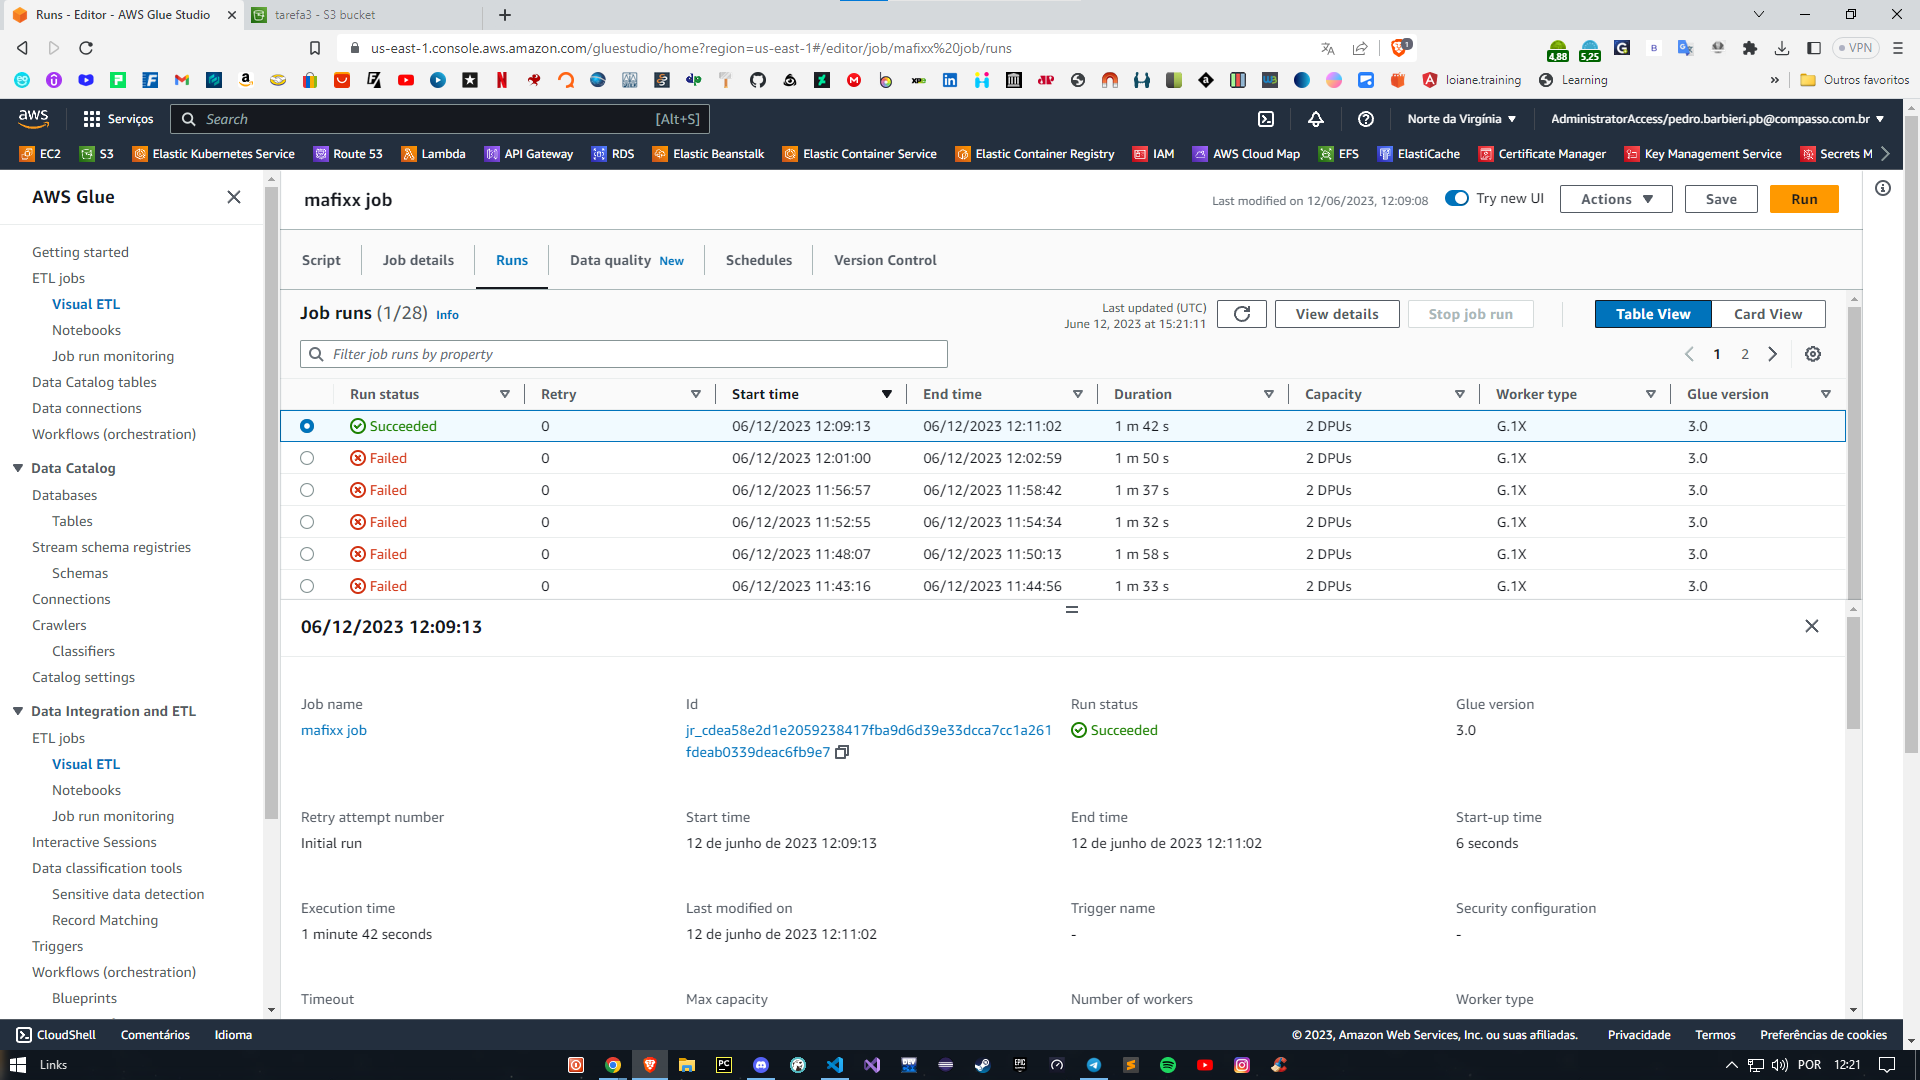 Runs - Editor - AWS Glue Studio
tarefa3 - S3 bucket
us-east-1.console.aws.amazon.com/gluestudio/home?region=us-east-1#/editor/job/mafixx%20job/runs
1
4,88
5,25
VPN
loiane.training
Learning
Outros favoritos
aws
Serviços
Search
[Alt+S]
Norte da Virgínia
AdministratorAccess/pedro.barbieri.pb@compasso.com.br
EC2
S3
Elastic Kubernetes Service
Route 53
Lambda
API Gateway
RDS
Elastic Beanstalk
Elastic Container Service
Elastic Container Registry
IAM
AWS Cloud Map
EFS
ElastiCache
Certificate Manager
Key Management Service
Secrets M
AWS Glue
Getting started
ETL jobs
Visual ETL
Notebooks
Job run monitoring
Data Catalog tables
Data connections
Workflows (orchestration)
Data Catalog
Databases
Tables
Stream schema registries
Schemas
Connections
Crawlers
Classifiers
Catalog settings
Data Integration and ETL
ETL jobs
Visual ETL
Notebooks
Job run monitoring
Interactive Sessions
Data classification tools
Sensitive data detection
Record Matching
Triggers
Workflows (orchestration)
Blueprints
mafixx job
Last modified on 12/06/2023, 12:09:08
Try new UI
Actions
Save
Run
Script
Job details
Runs
Data quality New
Schedules
Version Control
Job runs (1/28) Info
Last updated (UTC)
June 12, 2023 at 15:21:11
View details
Stop job run
Table View
Card View
Filter job runs by property
1
2
Run status Retry Start time End time Duration Capacity Worker type Glue version
Succeeded 0 06/12/2023 12:09:13 06/12/2023 12:11:02 1 m 42 s 2 DPUs G.1X 3.0
Failed 0 06/12/2023 12:01:00 06/12/2023 12:02:59 1 m 50 s 2 DPUs G.1X 3.0
Failed 0 06/12/2023 11:56:57 06/12/2023 11:58:42 1 m 37 s 2 DPUs G.1X 3.0
Failed 0 06/12/2023 11:52:55 06/12/2023 11:54:34 1 m 32 s 2 DPUs G.1X 3.0
Failed 0 06/12/2023 11:48:07 06/12/2023 11:50:13 1 m 58 s 2 DPUs G.1X 3.0
Failed 0 06/12/2023 11:43:16 06/12/2023 11:44:56 1 m 33 s 2 DPUs G.1X 3.0
06/12/2023 12:09:13
Job name
mafixx job
Id
jr_cdea58e2d1e2059238417fba9d6d39e33dcca7cc1a261
fdeab0339deac6fb9e7
Run status
Succeeded
Glue version
3.0
Retry attempt number
Initial run
Start time
12 de junho de 2023 12:09:13
End time
12 de junho de 2023 12:11:02
Start-up time
6 seconds
Execution time
1 minute 42 seconds
Last modified on
12 de junho de 2023 12:11:02
Trigger name
-
Security configuration
-
Timeout
Max capacity
Number of workers
Worker type
CloudShell
Comentários
Idioma
© 2023, Amazon Web Services, Inc. ou suas afiliadas.
Privacidade
Termos
Preferências de cookies
Links
POR
12:21